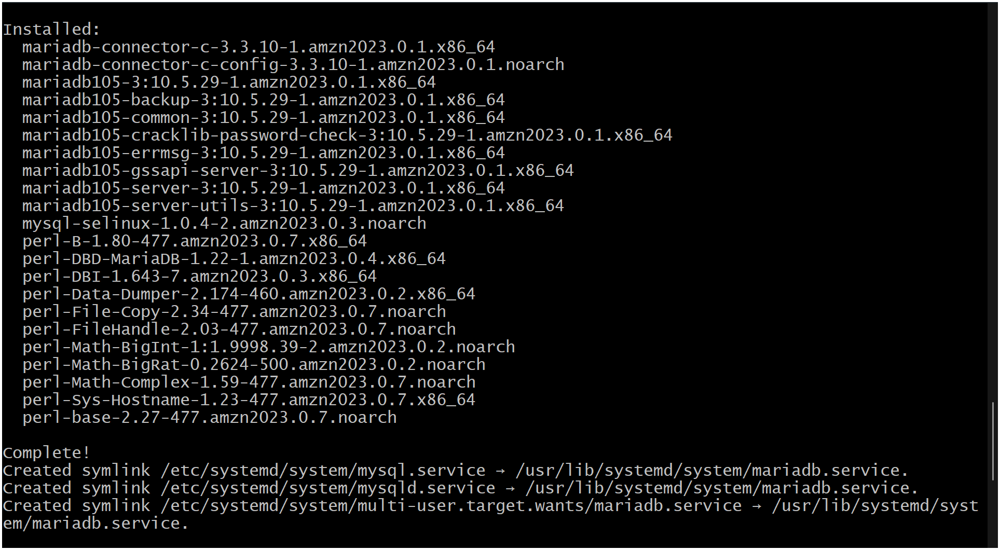 Installed:
  mariadb-connector-c-3.3.10-1.amzn2023.0.1.x86_64
  mariadb-connector-c-config-3.3.10-1.amzn2023.0.1.noarch
  mariadb105-3:10.5.29-1.amzn2023.0.1.x86_64
  mariadb105-backup-3:10.5.29-1.amzn2023.0.1.x86_64
  mariadb105-common-3:10.5.29-1.amzn2023.0.1.x86_64
  mariadb105-cracklib-password-check-3:10.5.29-1.amzn2023.0.1.x86_64
  mariadb105-errmsg-3:10.5.29-1.amzn2023.0.1.x86_64
  mariadb105-gssapi-server-3:10.5.29-1.amzn2023.0.1.x86_64
  mariadb105-server-3:10.5.29-1.amzn2023.0.1.x86_64
  mariadb105-server-utils-3:10.5.29-1.amzn2023.0.1.x86_64
  mysql-selinux-1.0.4-2.amzn2023.0.3.noarch
  perl-B-1.80-477.amzn2023.0.7.x86_64
  perl-DBD-MariaDB-1.22-1.amzn2023.0.4.x86_64
  perl-DBI-1.643-7.amzn2023.0.3.x86_64
  perl-Data-Dumper-2.174-460.amzn2023.0.2.x86_64
  perl-File-Copy-2.34-477.amzn2023.0.7.noarch
  perl-FileHandle-2.03-477.amzn2023.0.7.noarch
  perl-Math-BigInt-1:1.9998.39-2.amzn2023.0.2.noarch
  perl-Math-BigRat-0.2624-500.amzn2023.0.2.noarch
  perl-Math-Complex-1.59-477.amzn2023.0.7.noarch
  perl-Sys-Hostname-1.23-477.amzn2023.0.7.x86_64
  perl-base-2.27-477.amzn2023.0.7.noarch

Complete!
Created symlink /etc/systemd/system/mysql.service → /usr/lib/systemd/system/mariadb.service.
Created symlink /etc/systemd/system/mysqld.service → /usr/lib/systemd/system/mariadb.service.
Created symlink /etc/systemd/system/multi-user.target.wants/mariadb.service → /usr/lib/systemd/syst
em/mariadb.service.